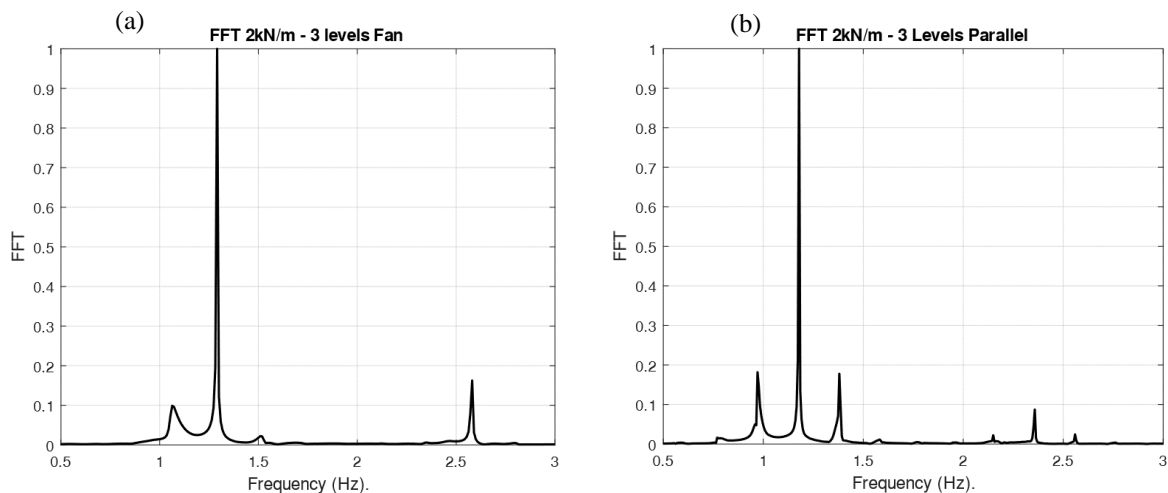 (a)
FFT 2kN/m - 3 levels Fan
1
0.9
0.8
0.7
0.6
0.5
0.4
0.3
0.2
0.1
0
FFT
0.5 1 1.5 2 2.5 3
Frequency (Hz).
(b)
FFT 2kN/m - 3 Levels Parallel
1
0.9
0.8
0.7
0.6
0.5
0.4
0.3
0.2
0.1
0
FFT
0.5 1 1.5 2 2.5 3
Frequency (Hz).